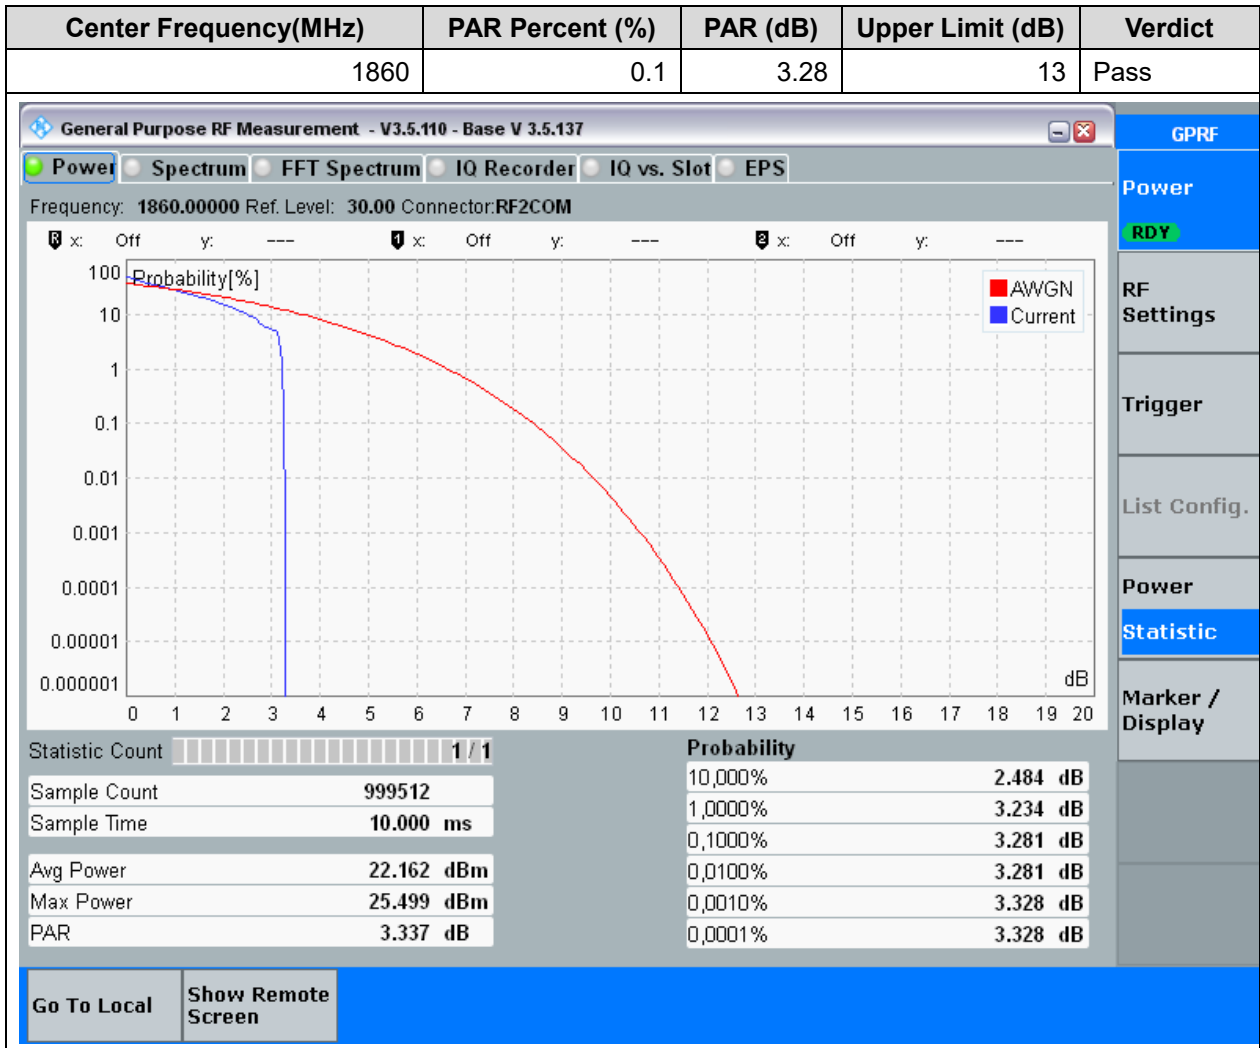 Center Frequency(MHz) PAR Percent (%) PAR (dB) Upper Limit (dB) Verdict
1860 0.1 3.28 13 Pass
General Purpose RF Measurement - V3.5.110 - Base V 3.5.137
GPRF
Power Spectrum FFT Spectrum IQ Recorder IQ vs. Slot EPS
Power
RDY
Frequency: 1860.00000 Ref. Level: 30.00 Connector:RF2COM
R x: Off y: --- 1 x: Off y: --- 2 x: Off y: ---
Probability[%]
AWGN
Current
100
10
1
0.1
0.01
0.001
0.0001
0.00001
0.000001
dB
0 1 2 3 4 5 6 7 8 9 10 11 12 13 14 15 16 17 18 19 20
RF
Settings
Trigger
List Config.
Power
Statistic
Marker /
Display
Statistic Count 1 / 1
Sample Count 999512
Sample Time 10.000 ms
Avg Power 22.162 dBm
Max Power 25.499 dBm
PAR 3.337 dB
Probability
10,000% 2.484 dB
1,0000% 3.234 dB
0,1000% 3.281 dB
0,0100% 3.281 dB
0,0010% 3.328 dB
0,0001% 3.328 dB
Go To Local
Show Remote
Screen